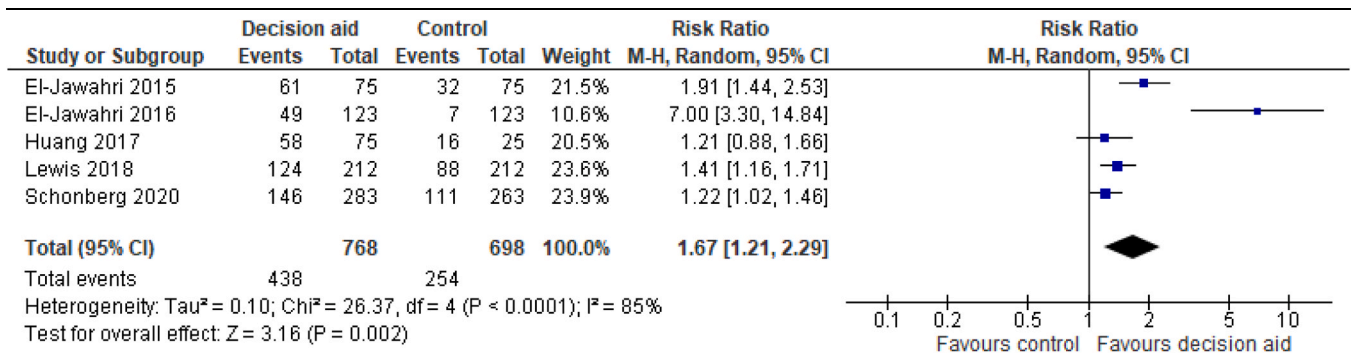 Decision aid Control Risk Ratio Risk Ratio
Study or Subgroup Events Total Events Total Weight M-H, Random, 95% CI M-H, Random, 95% CI
El-Jawahri 2015 61 75 32 75 21.5% 1.91 [1.44, 2.53]
El-Jawahri 2016 49 123 7 123 10.6% 7.00 [3.30, 14.84]
Huang 2017 58 75 16 25 20.5% 1.21 [0.88, 1.66]
Lewis 2018 124 212 88 212 23.6% 1.41 [1.16, 1.71]
Schonberg 2020 146 283 111 263 23.9% 1.22 [1.02, 1.46]
Total (95% CI) 768 698 100.0% 1.67 [1.21, 2.29]
Total events 438 254
Heterogeneity: Tau² = 0.10; Chi² = 26.37, df = 4 (P < 0.0001); I² = 85%
Test for overall effect: Z = 3.16 (P = 0.002)
0.1 0.2 0.5 1 2 5 10
Favours control Favours decision aid